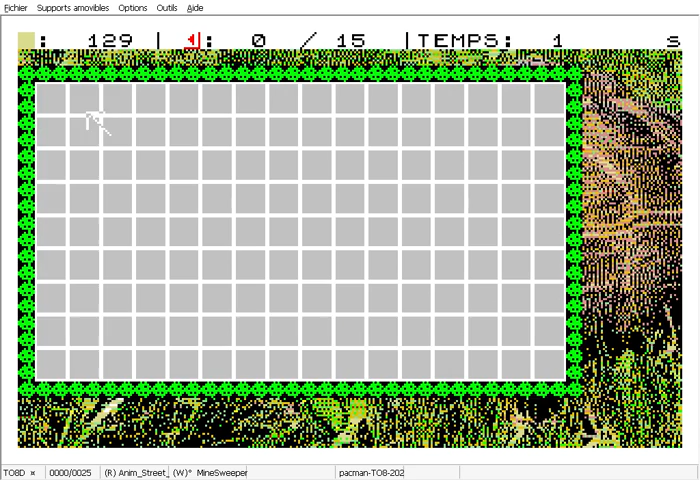 Fichier Supports amovibles Options Outils Aide
: 129 | : 0 / 15 | TEMPS: 1 s
TO8D × 0000/0025 (R) Anim_Street_ (W)* MineSweeper pacman-TO8-202